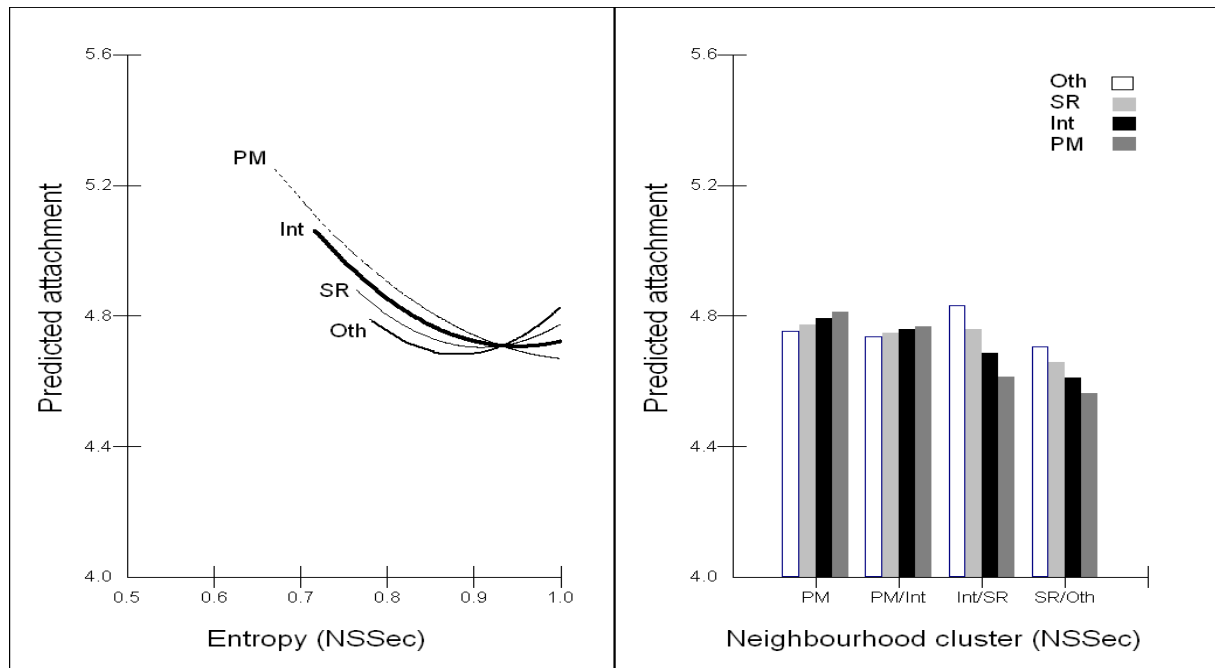 5.6
5.2
4.8
4.4
4.0
0.5 0.6 0.7 0.8 0.9 1.0
PM
Int
SR
Oth
Predicted attachment
Entropy (NSSec)
5.6
5.2
4.8
4.4
4.0
Oth
SR
Int
PM
Predicted attachment
PM PM/Int Int/SR SR/Oth
Neighbourhood cluster (NSSec)